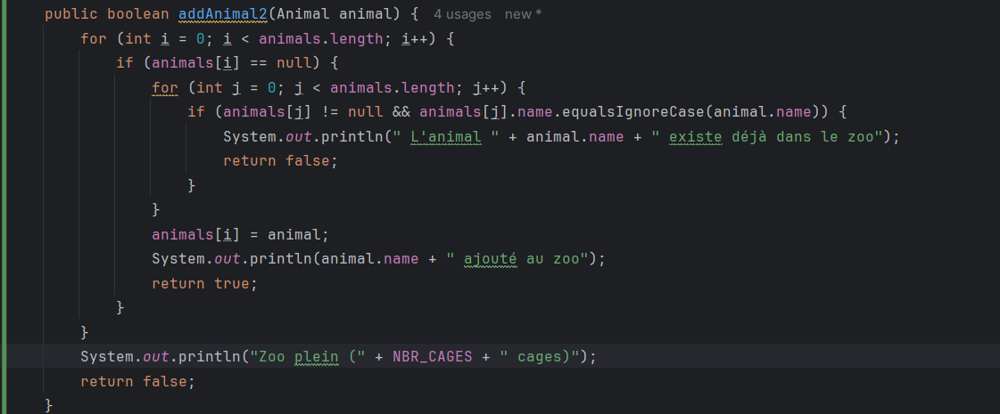 public boolean addAnimal2(Animal animal) { 4 usages new *
for (int i = 0; i < animals.length; i++) {
if (animals[i] == null) {
for (int j = 0; j < animals.length; j++) {
if (animals[j] != null && animals[j].name.equalsIgnoreCase(animal.name)) {
System.out.println(" L'animal " + animal.name + " existe déjà dans le zoo");
return false;
}
}
animals[i] = animal;
System.out.println(animal.name + " ajouté au zoo");
return true;
}
}
System.out.println("Zoo plein (" + NBR_CAGES + " cages)");
return false;
}